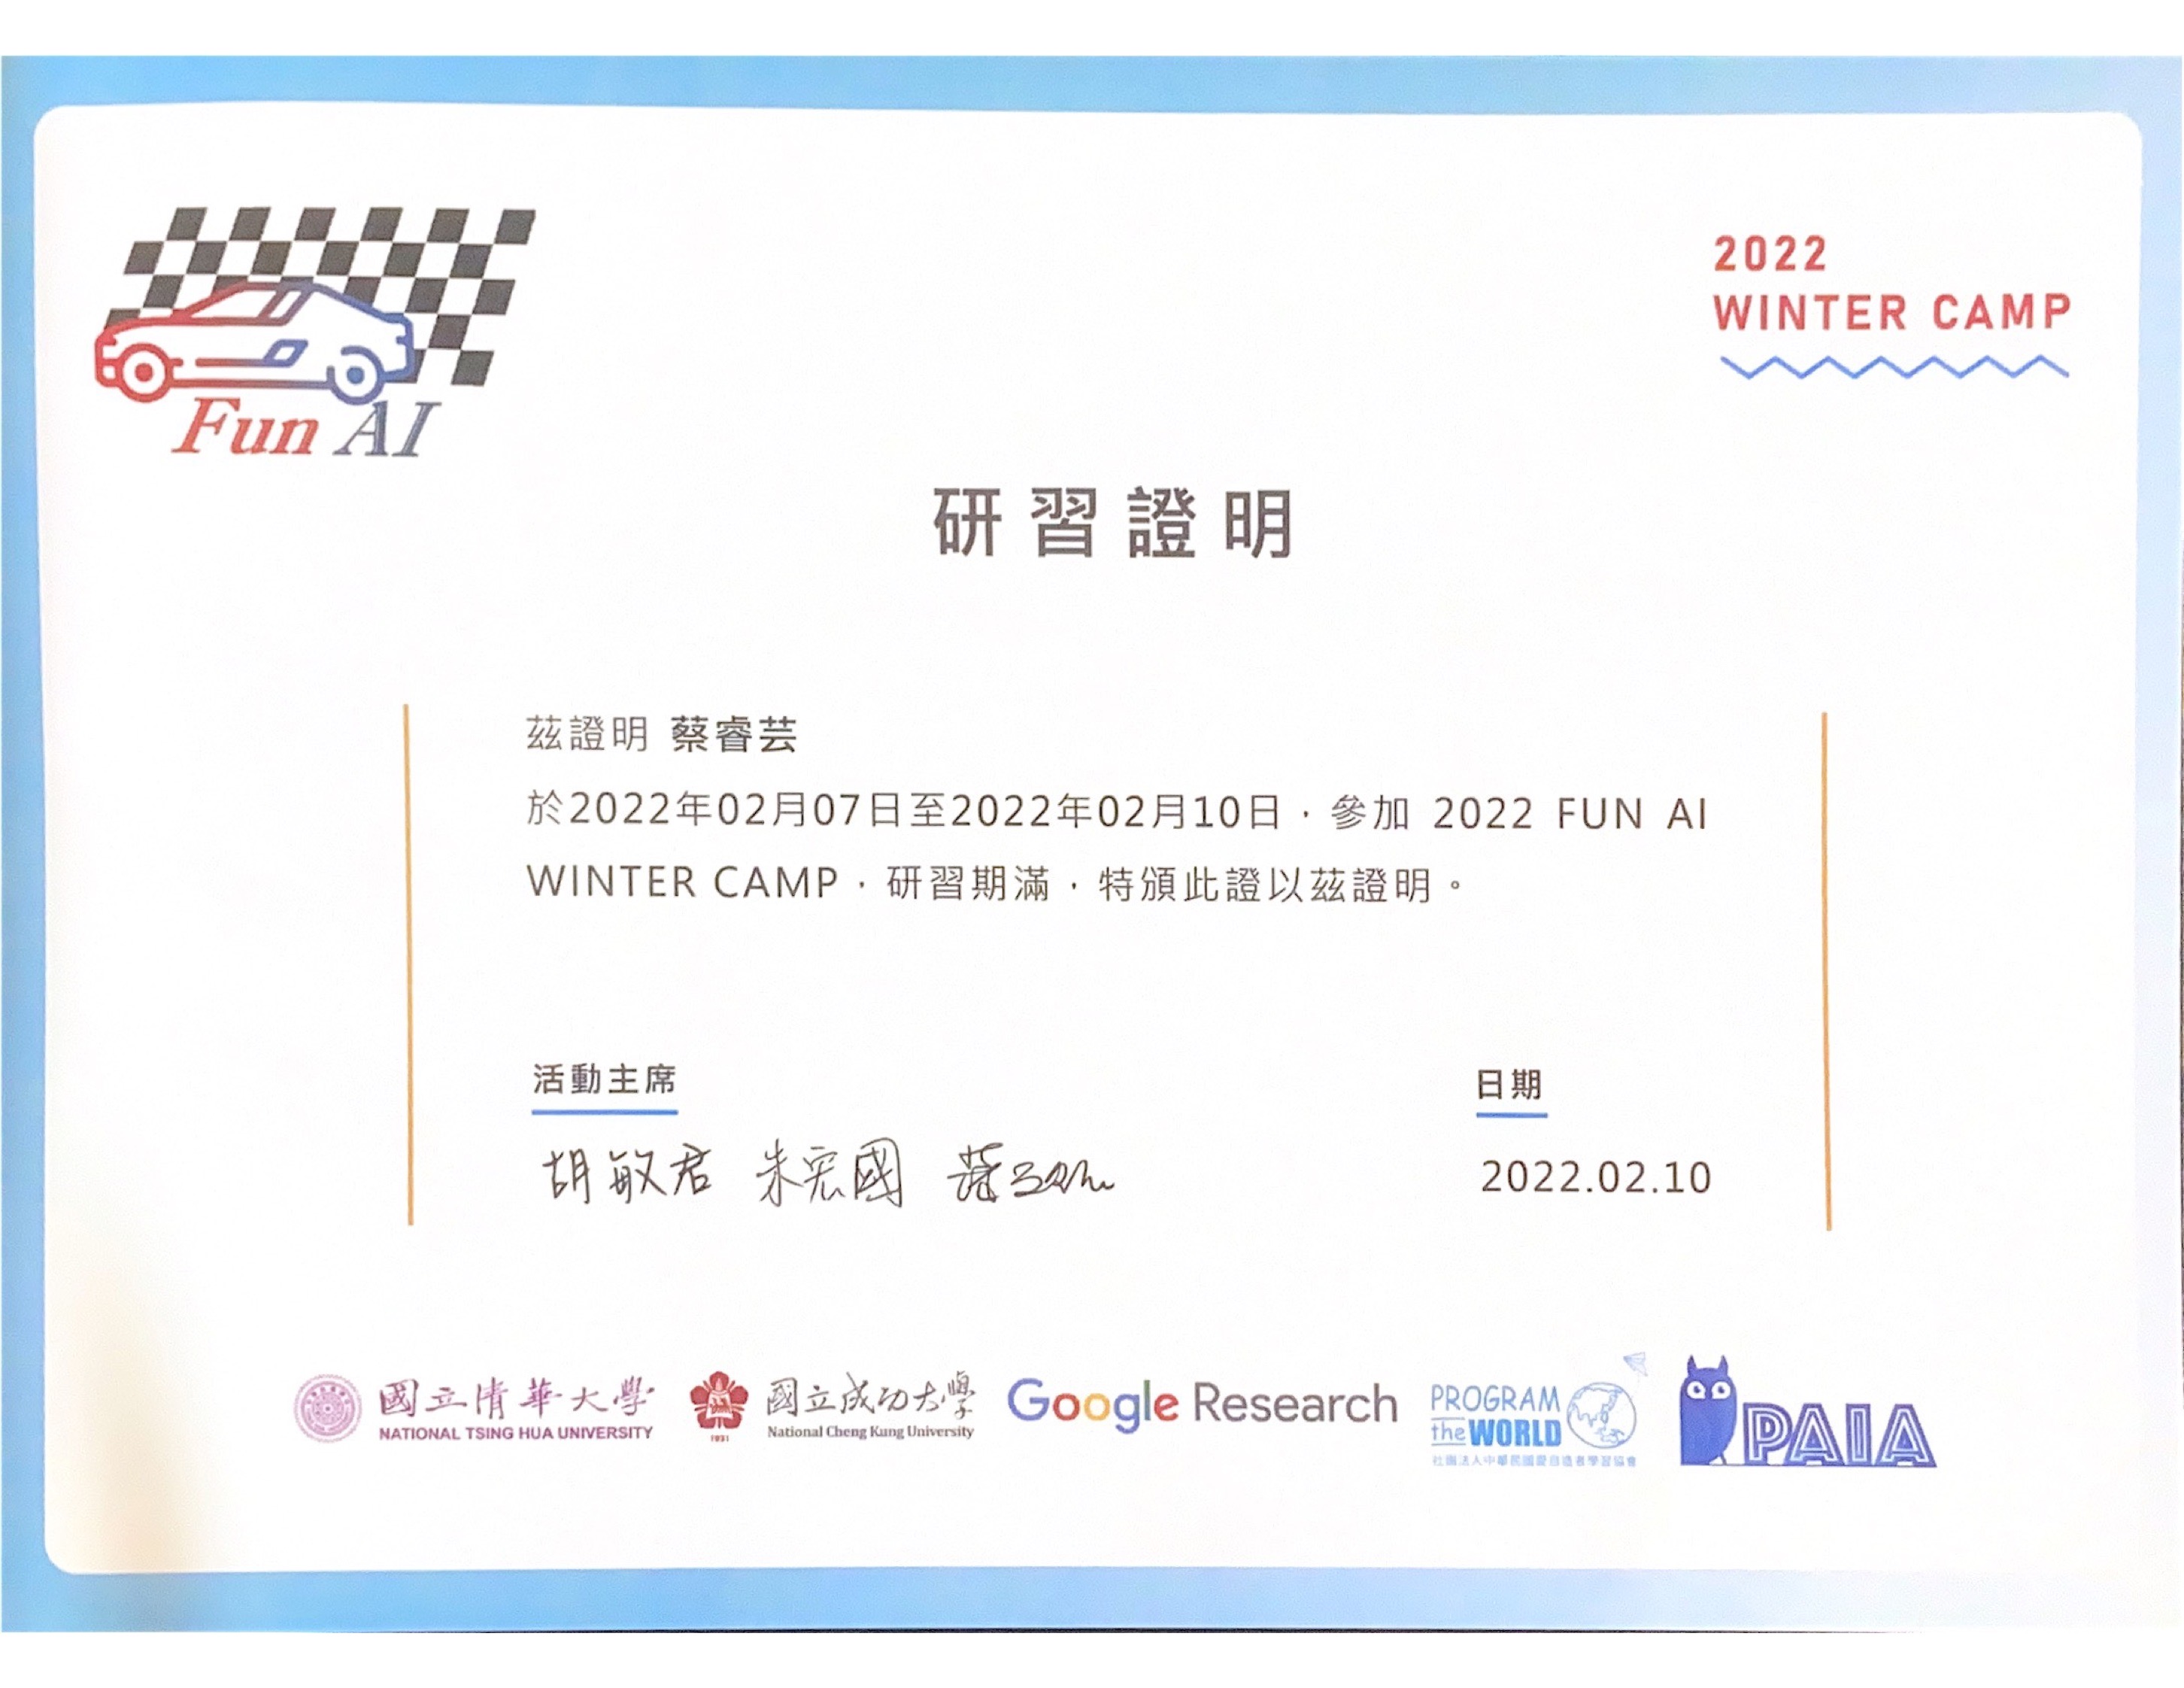 Fun AI
2022
WINTER CAMP
研習證明
茲證明 蔡睿芸
於2022年02月07日至2022年02月10日，參加 2022 FUN AI
WINTER CAMP，研習期滿，特頒此證以茲證明。
活動主席
日期
胡敏君 朱宏國
2022.02.10
國立清華大學
NATIONAL TSING HUA UNIVERSITY
1931
國立成功大學
National Cheng Kung University
Google Research
PROGRAM
the WORLD
社團法人中華民國愛自造者學習協會
PAIA